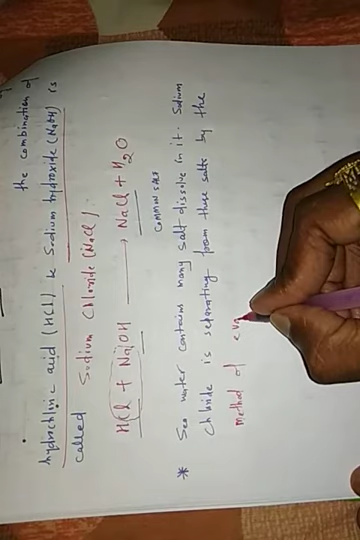 the combination of
hydrochloric acid (HCl) & Sodium hydroxide (NaOH) is
called Sodium Chloride (NaCl).
HCl + NaOH ⟶ NaCl + H₂O
COMMON SALT
* Sea water contains many salt dissolve in it. Sodium
Chloride is separating from these salts by the
method of eva